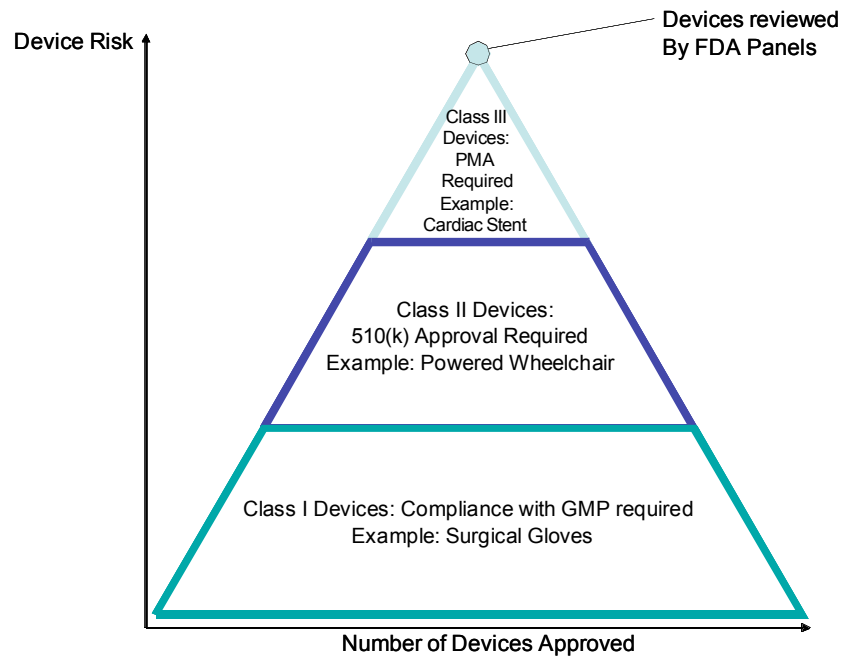 Device Risk
Devices reviewed
By FDA Panels
Class III
Devices:
PMA
Required
Example:
Cardiac Stent
Class II Devices:
510(k) Approval Required
Example: Powered Wheelchair
Class I Devices: Compliance with GMP required
Example: Surgical Gloves
Number of Devices Approved